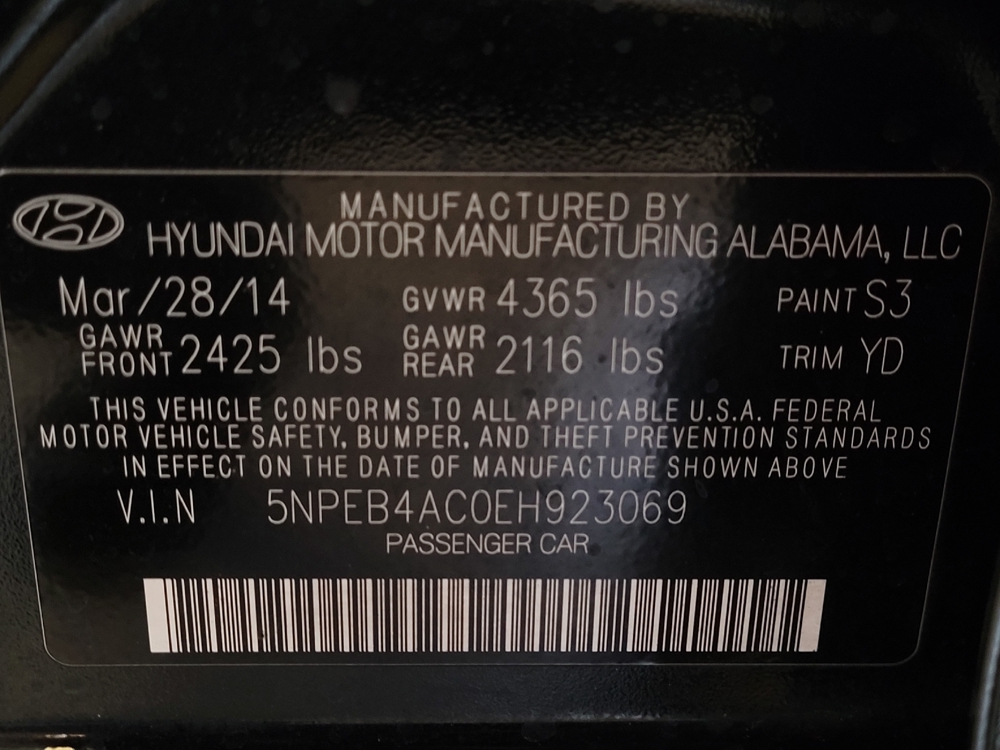 MANUFACTURED BY
HYUNDAI MOTOR MANUFACTURING ALABAMA, LLC
Mar/28/14 GVWR 4365 lbs PAINT S3
GAWR FRONT 2425 lbs GAWR REAR 2116 lbs TRIM YD
THIS VEHICLE CONFORMS TO ALL APPLICABLE U.S.A. FEDERAL
MOTOR VEHICLE SAFETY, BUMPER, AND THEFT PREVENTION STANDARDS
IN EFFECT ON THE DATE OF MANUFACTURE SHOWN ABOVE
V.I.N 5NPEB4AC0EH923069
PASSENGER CAR